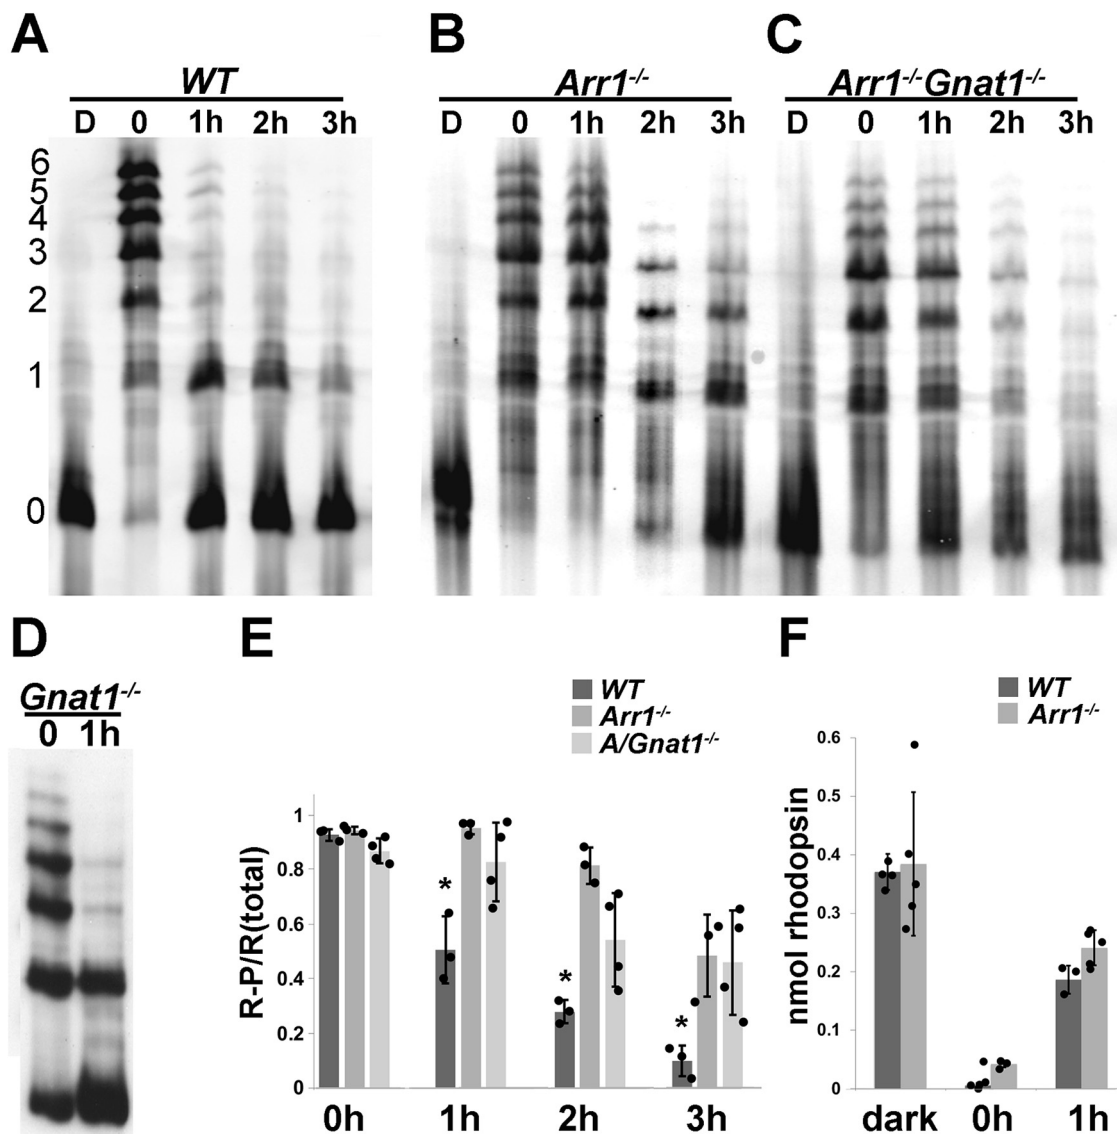 A
B
C
WT
Arr1-/-
Arr1-/-Gnat1-/-
D 0 1h 2h 3h
0 1h 2h 3h
D 0 1h 2h 3h
6
5
4
3
2
1
0
D
E
F
Gnat1-/-
0 1h
WT
Arr1-/-
A/Gnat1-/-
R-P/R(total)
1
0.8
0.6
0.4
0.2
0
*
*
*
0h 1h 2h 3h
WT
Arr1-/-
nmol rhodopsin
0.6
0.5
0.4
0.3
0.2
0.1
0
dark 0h 1h